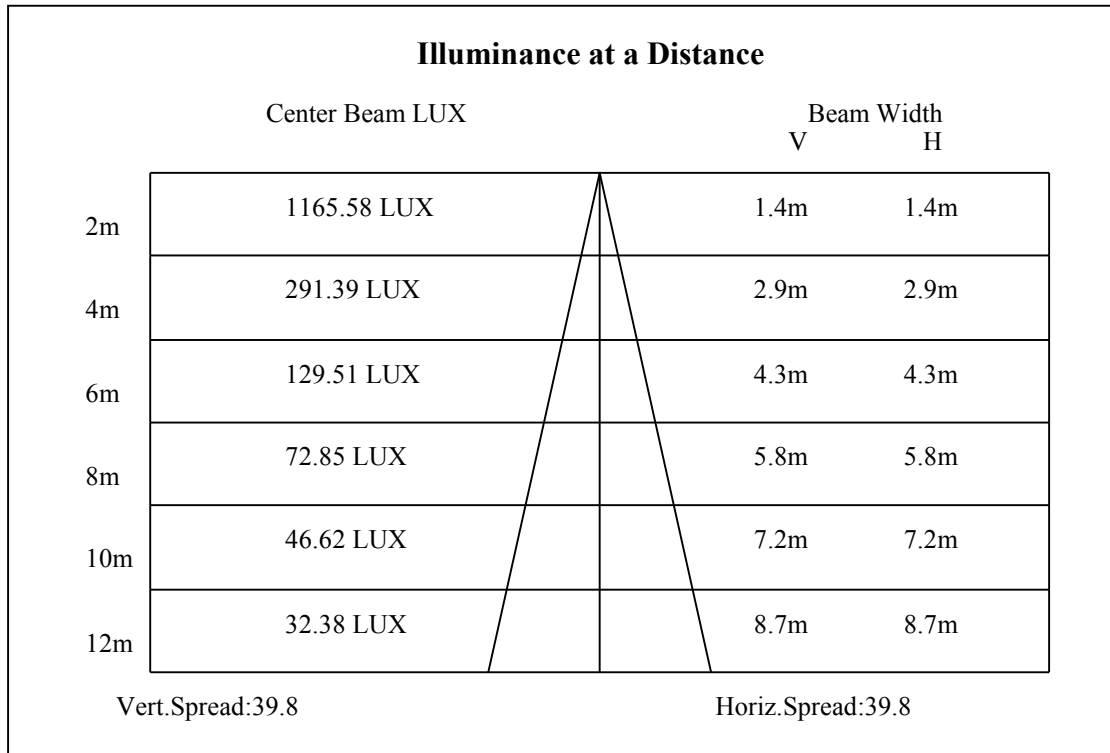 Illuminance at a Distance
Center Beam LUX Beam Width
V H
2m 1165.58 LUX 1.4m 1.4m
4m 291.39 LUX 2.9m 2.9m
6m 129.51 LUX 4.3m 4.3m
8m 72.85 LUX 5.8m 5.8m
10m 46.62 LUX 7.2m 7.2m
12m 32.38 LUX 8.7m 8.7m
Vert.Spread:39.8 Horiz.Spread:39.8